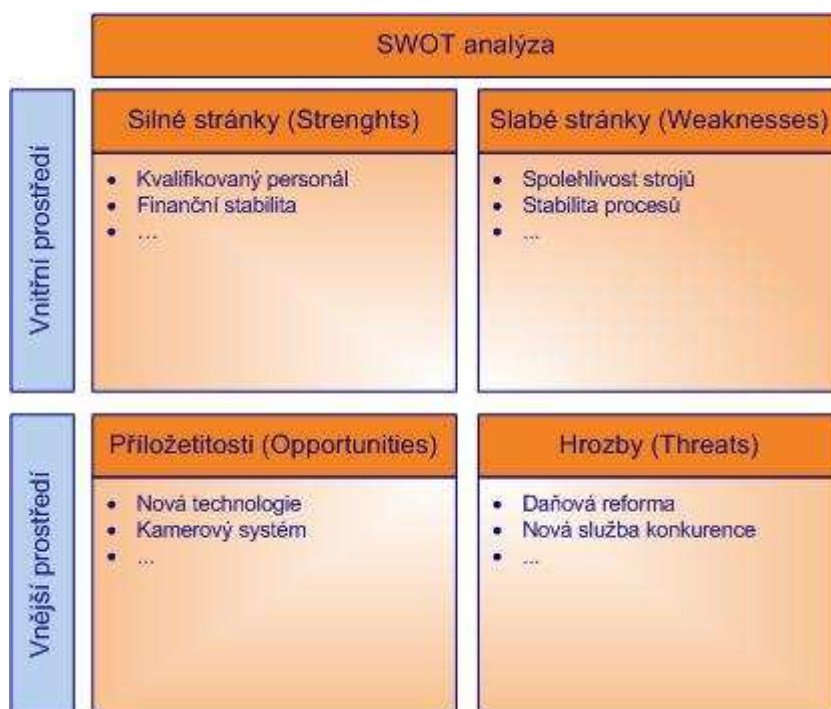 SWOT analýza
Vnitřní prostředí
Silné stránky (Strenghts)
• Kvalifikovaný personál
• Finanční stabilita
• ...
Slabé stránky (Weaknesses)
• Spolehlivost strojů
• Stabilita procesů
• ...
Vnější prostředí
Příložetitosti (Opportunities)
• Nová technologie
• Kamerový systém
• ...
Hrozby (Threats)
• Daňová reforma
• Nová služba konkurence
• ...